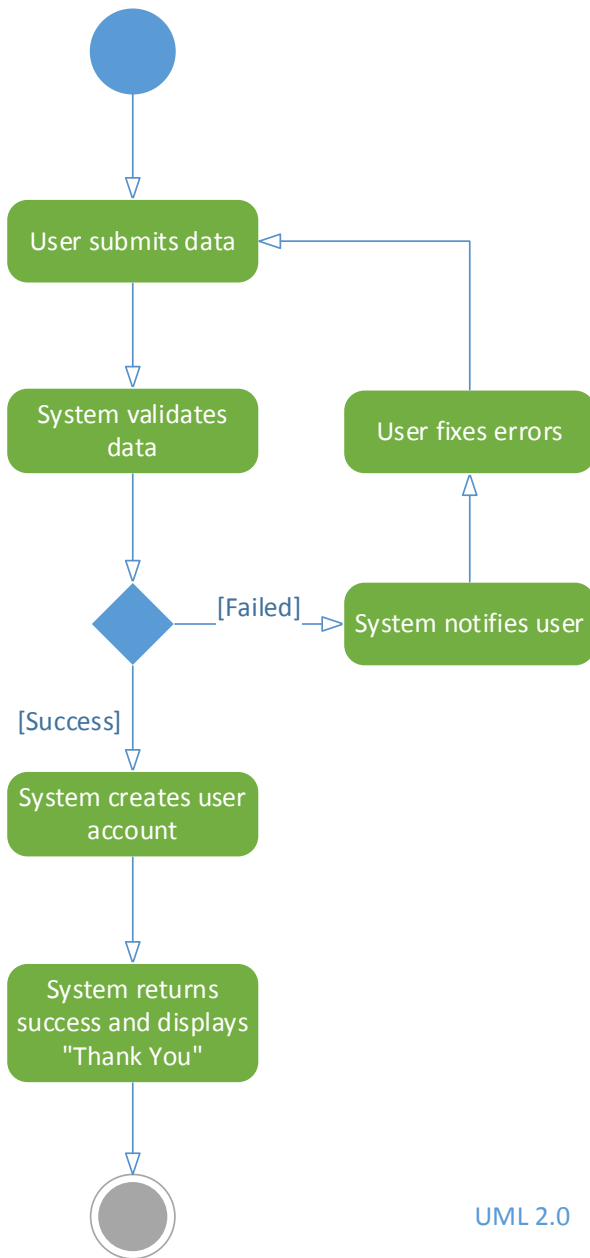 User submits data
System validates
data
User fixes errors
[Failed]
System notifies user
[Success]
System creates user
account
System returns
success and displays
"Thank You"
UML 2.0